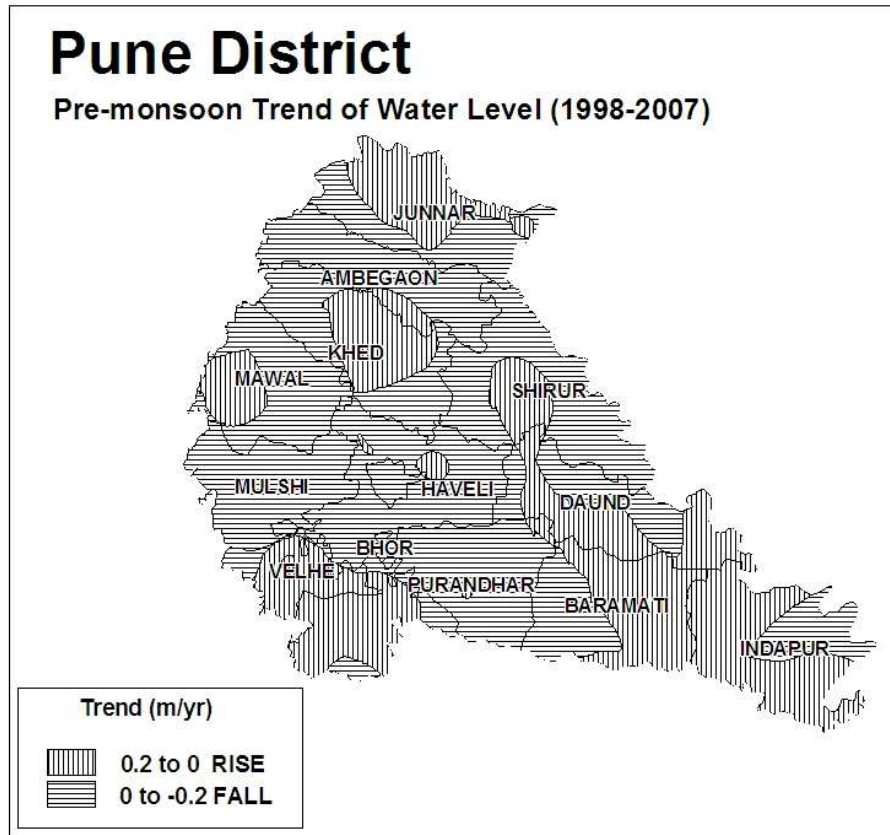 Pune District
Pre-monsoon Trend of Water Level (1998-2007)
JUNNAR
AMBEGAON
KHED
MAWAL
SHIRUR
MULSHI
HAVELI
DAUND
BHOR
VELHE
PURANDHAR
BARAMATI
INDAPUR
Trend (m/yr)
0.2 to 0 RISE
0 to -0.2 FALL